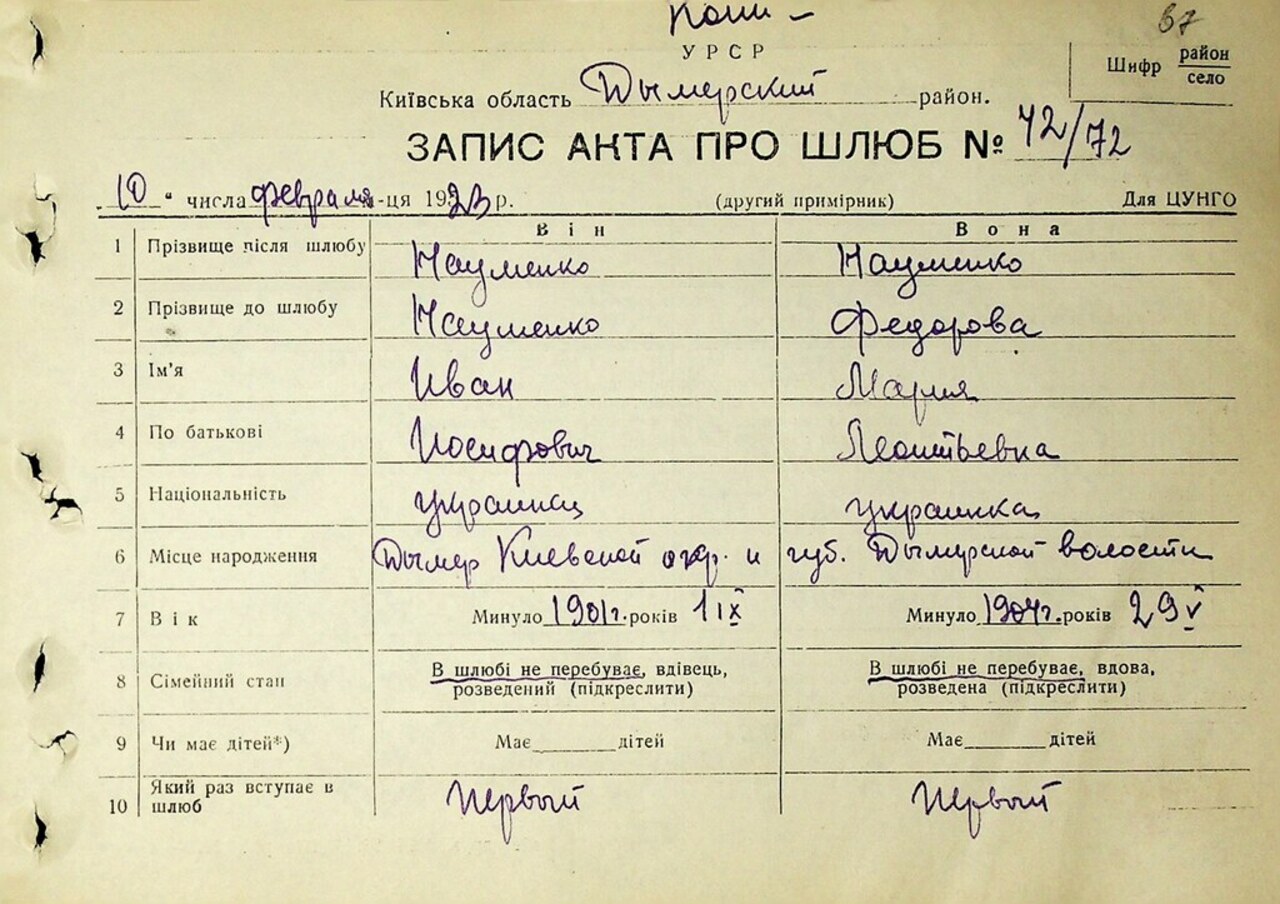 Копи –
67
УРСР
Шифр район
село
Київська область Дымерский район.
ЗАПИС АКТА ПРО ШЛЮБ № 42/72
10 " числа февраля-ця 1923 р. (другий примірник) Для ЦУНГО
Він Вона
1 Прізвище після шлюбу Науменко Науменко
2 Прізвище до шлюбу Науменко Федорова
3 Ім'я Иван Мария
4 По батькові Иосифович Леонтьевна
5 Національність украинец украинка
6 Місце народження Дымер Киевской окр. и губ. Дымерской волости
7 Вік Минуло 1901 г. років 1 IX Минуло 1904 г. років 29 V
8 Сімейний стан В шлюбі не перебуває, вдівець, В шлюбі не перебуває, вдова,
розведений (підкреслити) розведена (підкреслити)
9 Чи має дітей*) Має дітей Має дітей
10 Який раз вступає в
шлюб Первый Первый